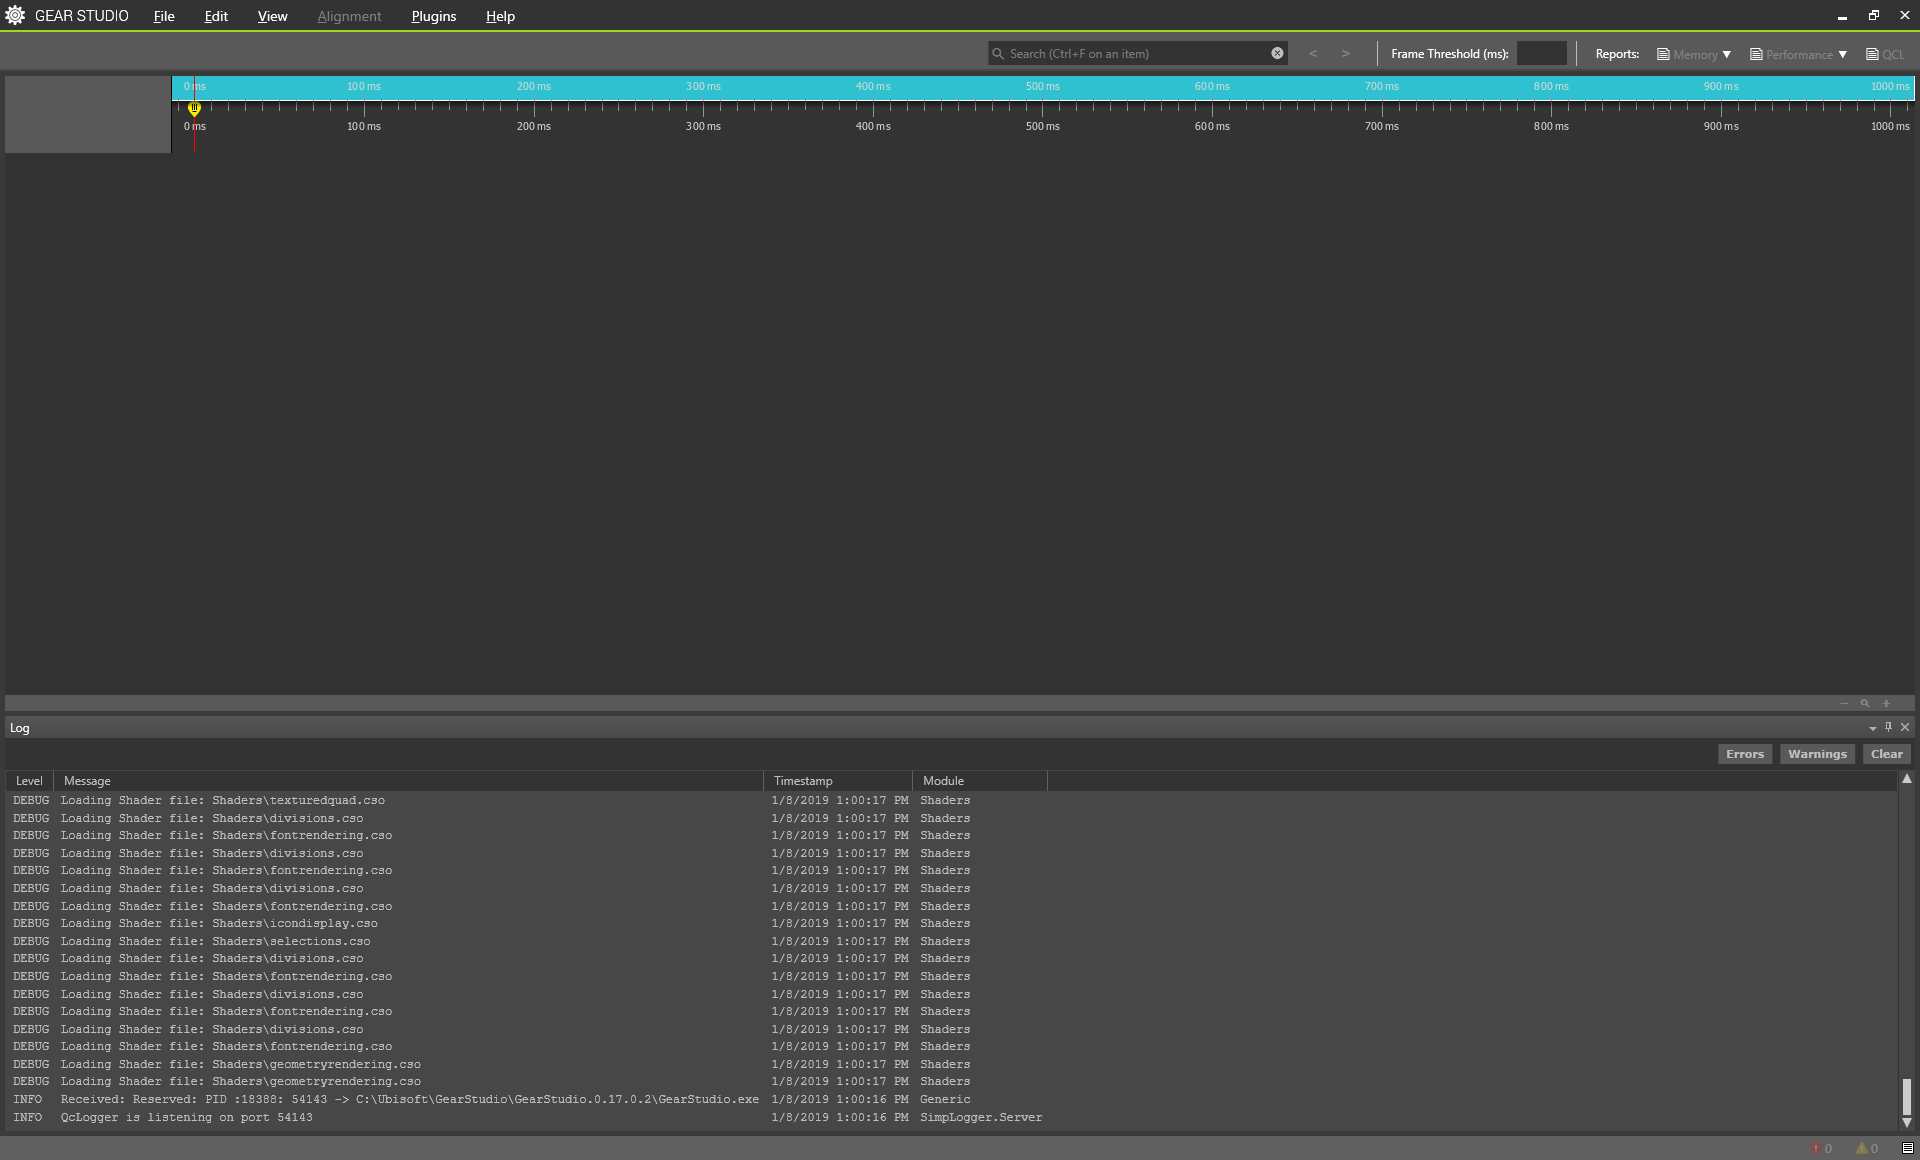 GEAR STUDIO File Edit View Alignment Plugins Help
Search (Ctrl+F on an item) < > Frame Threshold (ms): Reports: Memory Performance QCL
0 ms 100 ms 200 ms 300 ms 400 ms 500 ms 600 ms 700 ms 800 ms 900 ms 1000 ms
0 ms 100 ms 200 ms 300 ms 400 ms 500 ms 600 ms 700 ms 800 ms 900 ms 1000 ms
Log
Errors Warnings Clear
Level Message Timestamp Module
DEBUG Loading Shader file: Shaders\texturedquad.cso 1/8/2019 1:00:17 PM Shaders
DEBUG Loading Shader file: Shaders\divisions.cso 1/8/2019 1:00:17 PM Shaders
DEBUG Loading Shader file: Shaders\fontrendering.cso 1/8/2019 1:00:17 PM Shaders
DEBUG Loading Shader file: Shaders\divisions.cso 1/8/2019 1:00:17 PM Shaders
DEBUG Loading Shader file: Shaders\fontrendering.cso 1/8/2019 1:00:17 PM Shaders
DEBUG Loading Shader file: Shaders\divisions.cso 1/8/2019 1:00:17 PM Shaders
DEBUG Loading Shader file: Shaders\fontrendering.cso 1/8/2019 1:00:17 PM Shaders
DEBUG Loading Shader file: Shaders\icondisplay.cso 1/8/2019 1:00:17 PM Shaders
DEBUG Loading Shader file: Shaders\selections.cso 1/8/2019 1:00:17 PM Shaders
DEBUG Loading Shader file: Shaders\divisions.cso 1/8/2019 1:00:17 PM Shaders
DEBUG Loading Shader file: Shaders\fontrendering.cso 1/8/2019 1:00:17 PM Shaders
DEBUG Loading Shader file: Shaders\divisions.cso 1/8/2019 1:00:17 PM Shaders
DEBUG Loading Shader file: Shaders\fontrendering.cso 1/8/2019 1:00:17 PM Shaders
DEBUG Loading Shader file: Shaders\divisions.cso 1/8/2019 1:00:17 PM Shaders
DEBUG Loading Shader file: Shaders\fontrendering.cso 1/8/2019 1:00:17 PM Shaders
DEBUG Loading Shader file: Shaders\geometryrendering.cso 1/8/2019 1:00:17 PM Shaders
DEBUG Loading Shader file: Shaders\geometryrendering.cso 1/8/2019 1:00:17 PM Shaders
INFO Received: Reserved: PID :18388: 54143 -> C:\Ubisoft\GearStudio\GearStudio.0.17.0.2\GearStudio.exe 1/8/2019 1:00:16 PM Generic
INFO QcLogger is listening on port 54143 1/8/2019 1:00:16 PM SimpLogger.Server
0 0